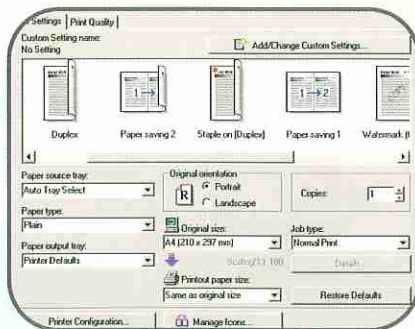 Settings Print Quality
Custom Setting name:
No Setting
Add/Change Custom Settings...
1 2
1 2
Duplex Paper saving 2 Staple on [Duplex] Paper saving 1 Watermark:
Paper source tray:
Auto Tray Select
Original orientation
R
Portrait
Landscape
Copies: 1
Paper type:
Plain
Original size:
A4 (210 x 297 mm)
Job type:
Normal Print
Paper output tray:
Printer Defaults
100
Details...
Printout paper size:
Same as original size
Restore Defaults
Printer Configuration... Manage Icons...